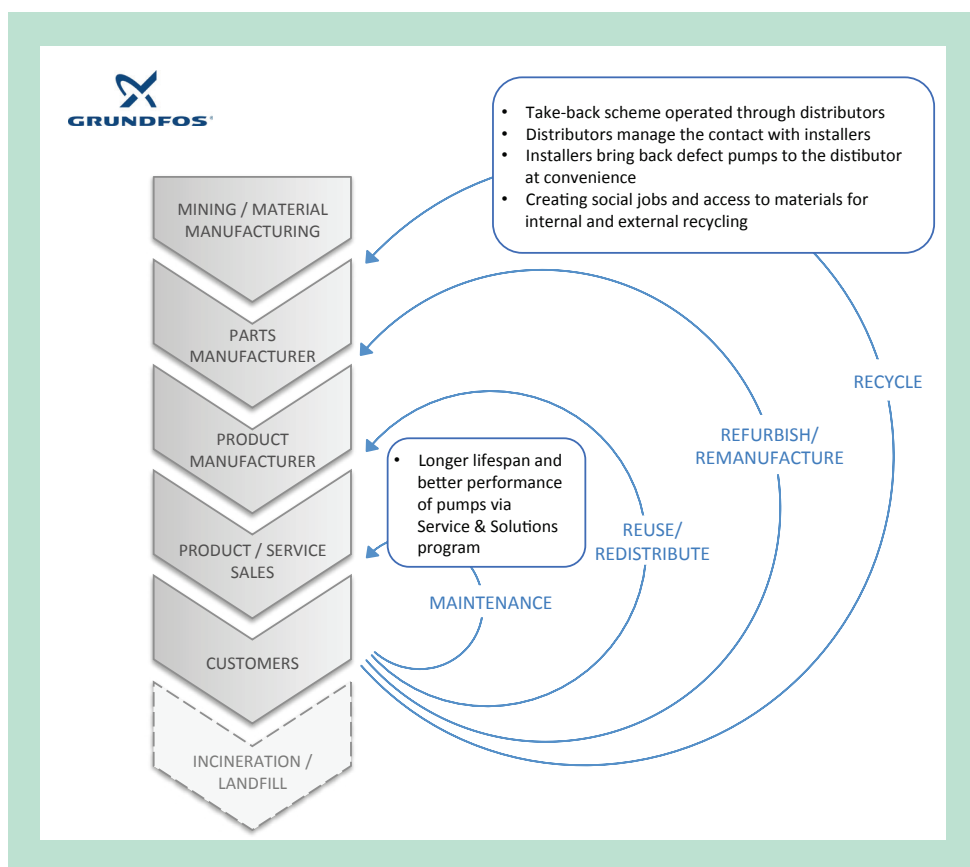 GRUNDFOS
• Take-back scheme operated through distributors
• Distributors manage the contact with installers
• Installers bring back defect pumps to the distibutor
at convenience
• Creating social jobs and access to materials for
internal and external recycling
MINING / MATERIAL
MANUFACTURING
PARTS
MANUFACTURER
RECYCLE
REFURBISH/
REMANUFACTURE
PRODUCT
MANUFACTURER
• Longer lifespan and
better performance
of pumps via
Service & Solutions
program
REUSE/
REDISTRIBUTE
PRODUCT / SERVICE
SALES
MAINTENANCE
CUSTOMERS
INCINERATION /
LANDFILL